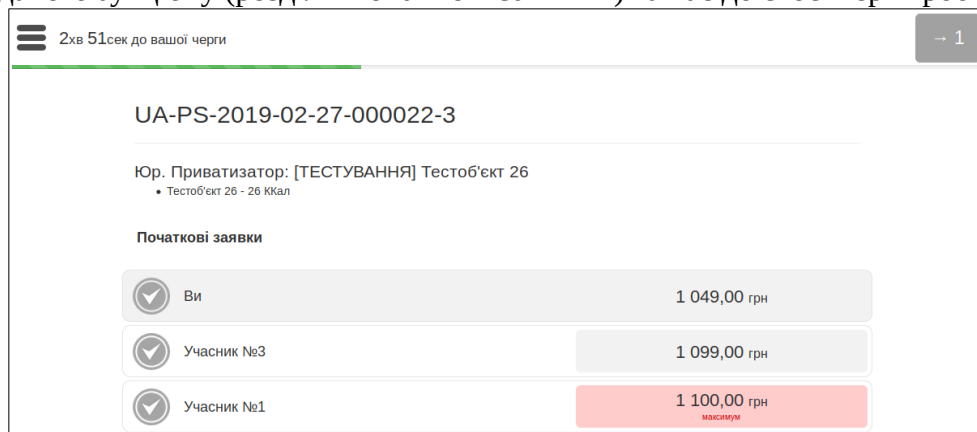 2хв 51сек до вашої черги
→ 1
UA-PS-2019-02-27-000022-3
Юр. Приватизатор: [ТЕСТУВАННЯ] Тестоб'єкт 26
• Тестоб'єкт 26 - 26 ККал
Початкові заявки
Ви 1 049,00 грн
Учасник №3 1 099,00 грн
Учасник №1 1 100,00 грн
максимум